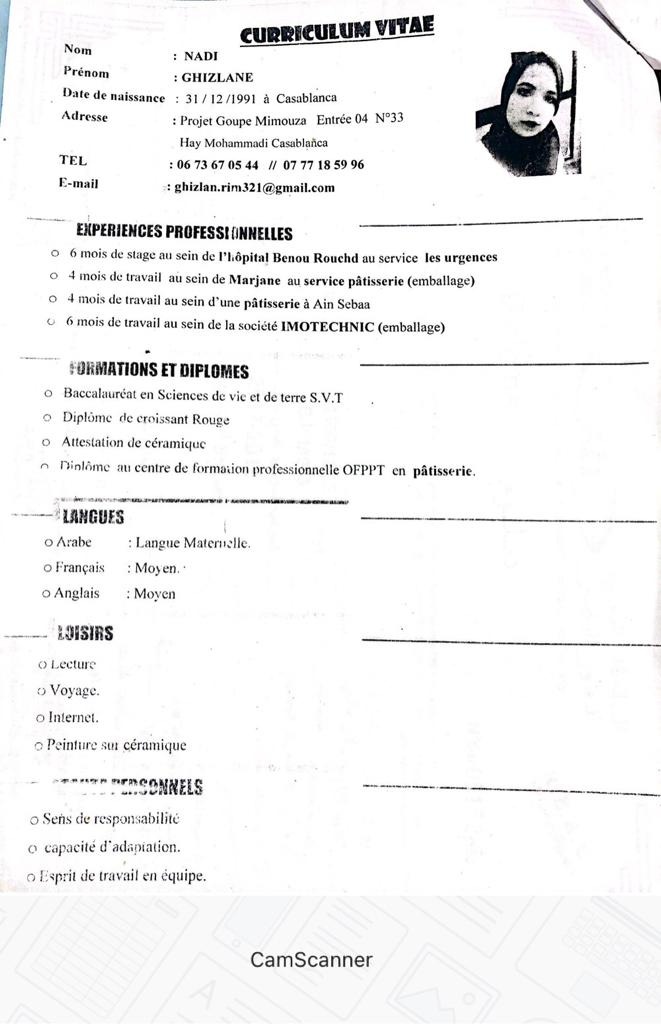 CURRICULUM VITAE
Nom : NADI
Prénom : GHIZLANE
Date de naissance : 31 / 12 /1991 à Casablanca
Adresse : Projet Goupe Mimouza Entrée 04 N°33
Hay Mohammadi Casablanca
TEL : 06 73 67 05 44 // 07 77 18 59 96
E-mail : ghizlan.rim321@gmail.com
EXPERIENCES PROFESSIONNELLES
o 6 mois de stage au sein de l'hôpital Benou Rouchd au service les urgences
o 4 mois de travail au sein de Marjane au service pâtisserie (emballage)
o 4 mois de travail au sein d'une pâtisserie à Ain Sebaa
o 6 mois de travail au sein de la société IMOTECHNIC (emballage)
FORMATIONS ET DIPLOMES
o Baccalauréat en Sciences de vie et de terre S.V.T
o Diplôme de croissant Rouge
o Attestation de céramique
o Diplôme au centre de formation professionnelle OFPPT en pâtisserie.
LANGUES
o Arabe : Langue Maternelle.
o Français : Moyen.
o Anglais : Moyen
LOISIRS
o Lecture
o Voyage.
o Internet.
o Peinture sur céramique
PERSONNELS
o Sens de responsabilité
o capacité d'adaptation.
o Esprit de travail en équipe.
CamScanner